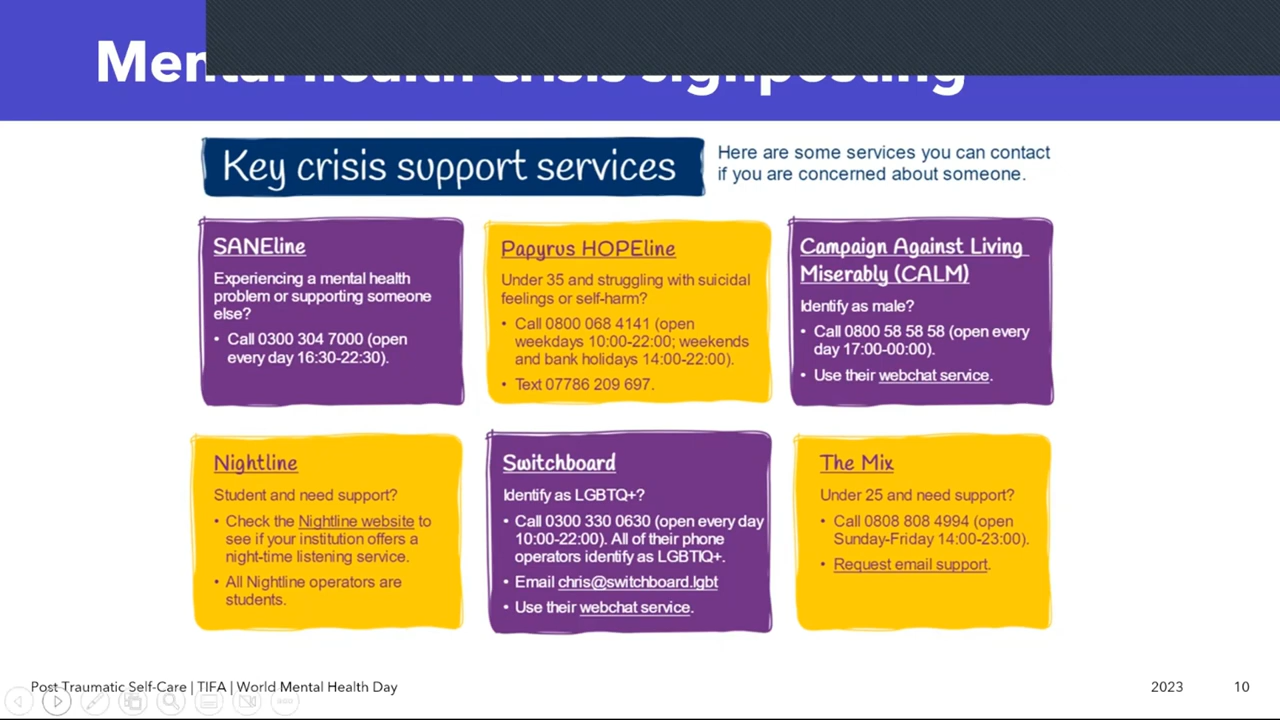 Mental health crisis signposting
Key crisis support services
Here are some services you can contact
if you are concerned about someone.
SANEline
Experiencing a mental health
problem or supporting someone
else?
• Call 0300 304 7000 (open
every day 16:30-22:30).
Papyrus HOPEline
Under 35 and struggling with suicidal
feelings or self-harm?
• Call 0800 068 4141 (open
weekdays 10:00-22:00; weekends
and bank holidays 14:00-22:00).
• Text 07786 209 697.
Campaign Against Living
Miserably (CALM)
Identify as male?
• Call 0800 58 58 58 (open every
day 17:00-00:00).
• Use their webchat service.
Nightline
Student and need support?
• Check the Nightline website to
see if your institution offers a
night-time listening service.
• All Nightline operators are
students.
Switchboard
Identify as LGBTQ+?
• Call 0300 330 0630 (open every day
10:00-22:00). All of their phone
operators identify as LGBTIQ+.
• Email chris@switchboard.lgbt
• Use their webchat service.
The Mix
Under 25 and need support?
• Call 0808 808 4994 (open
Sunday-Friday 14:00-23:00).
• Request email support.
Post Traumatic Self-Care | TIFA | World Mental Health Day
2023
10